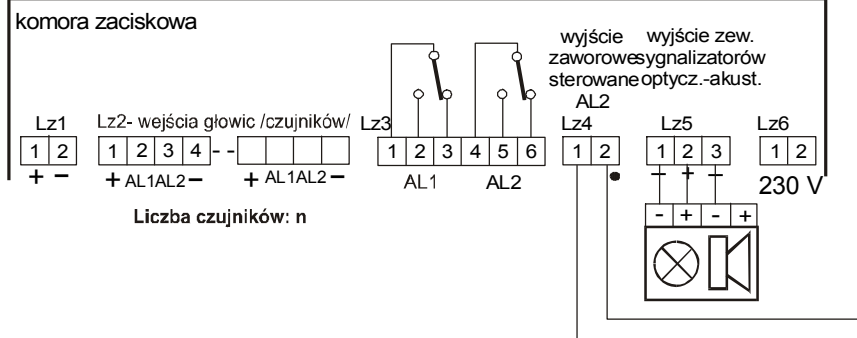 komora zaciskowa
wyjście wyjście zew.
zaworowe sygnalizatorów
sterowane optycz.-akust.
AL2
Lz1 Lz2- wejścia głowic /czujników/ Lz3 Lz4 Lz5 Lz6
1 2 1 2 3 4 - - 1 2 3 4 5 6 1 2 1 2 3 1 2
+ − + AL1AL2 − + AL1AL2 − AL1 AL2 − + − 230 V
Liczba czujników: n
- + - +